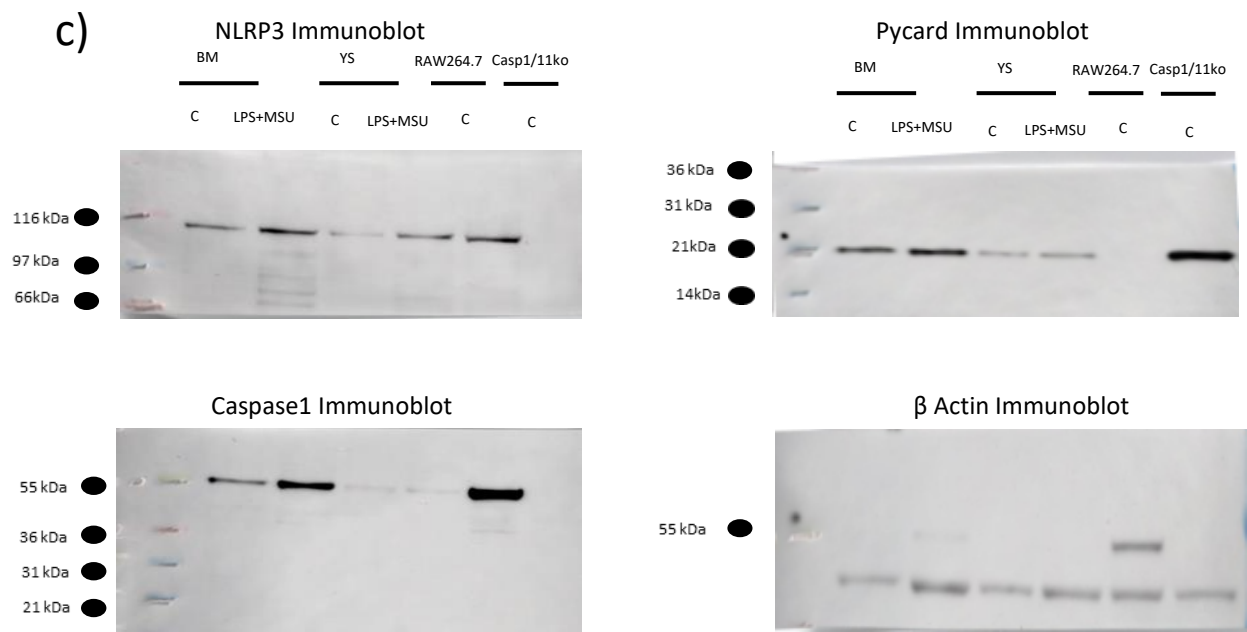 c)
NLRP3 Immunoblot
BM YS RAW264.7 Casp1/11ko
C LPS+MSU C LPS+MSU C C
116 kDa
97 kDa
66kDa
Pycard Immunoblot
BM YS RAW264.7 Casp1/11ko
C LPS+MSU C LPS+MSU C C
36 kDa
31 kDa
21kDa
14kDa
Caspase1 Immunoblot
55 kDa
36 kDa
31 kDa
21 kDa
β Actin Immunoblot
55 kDa